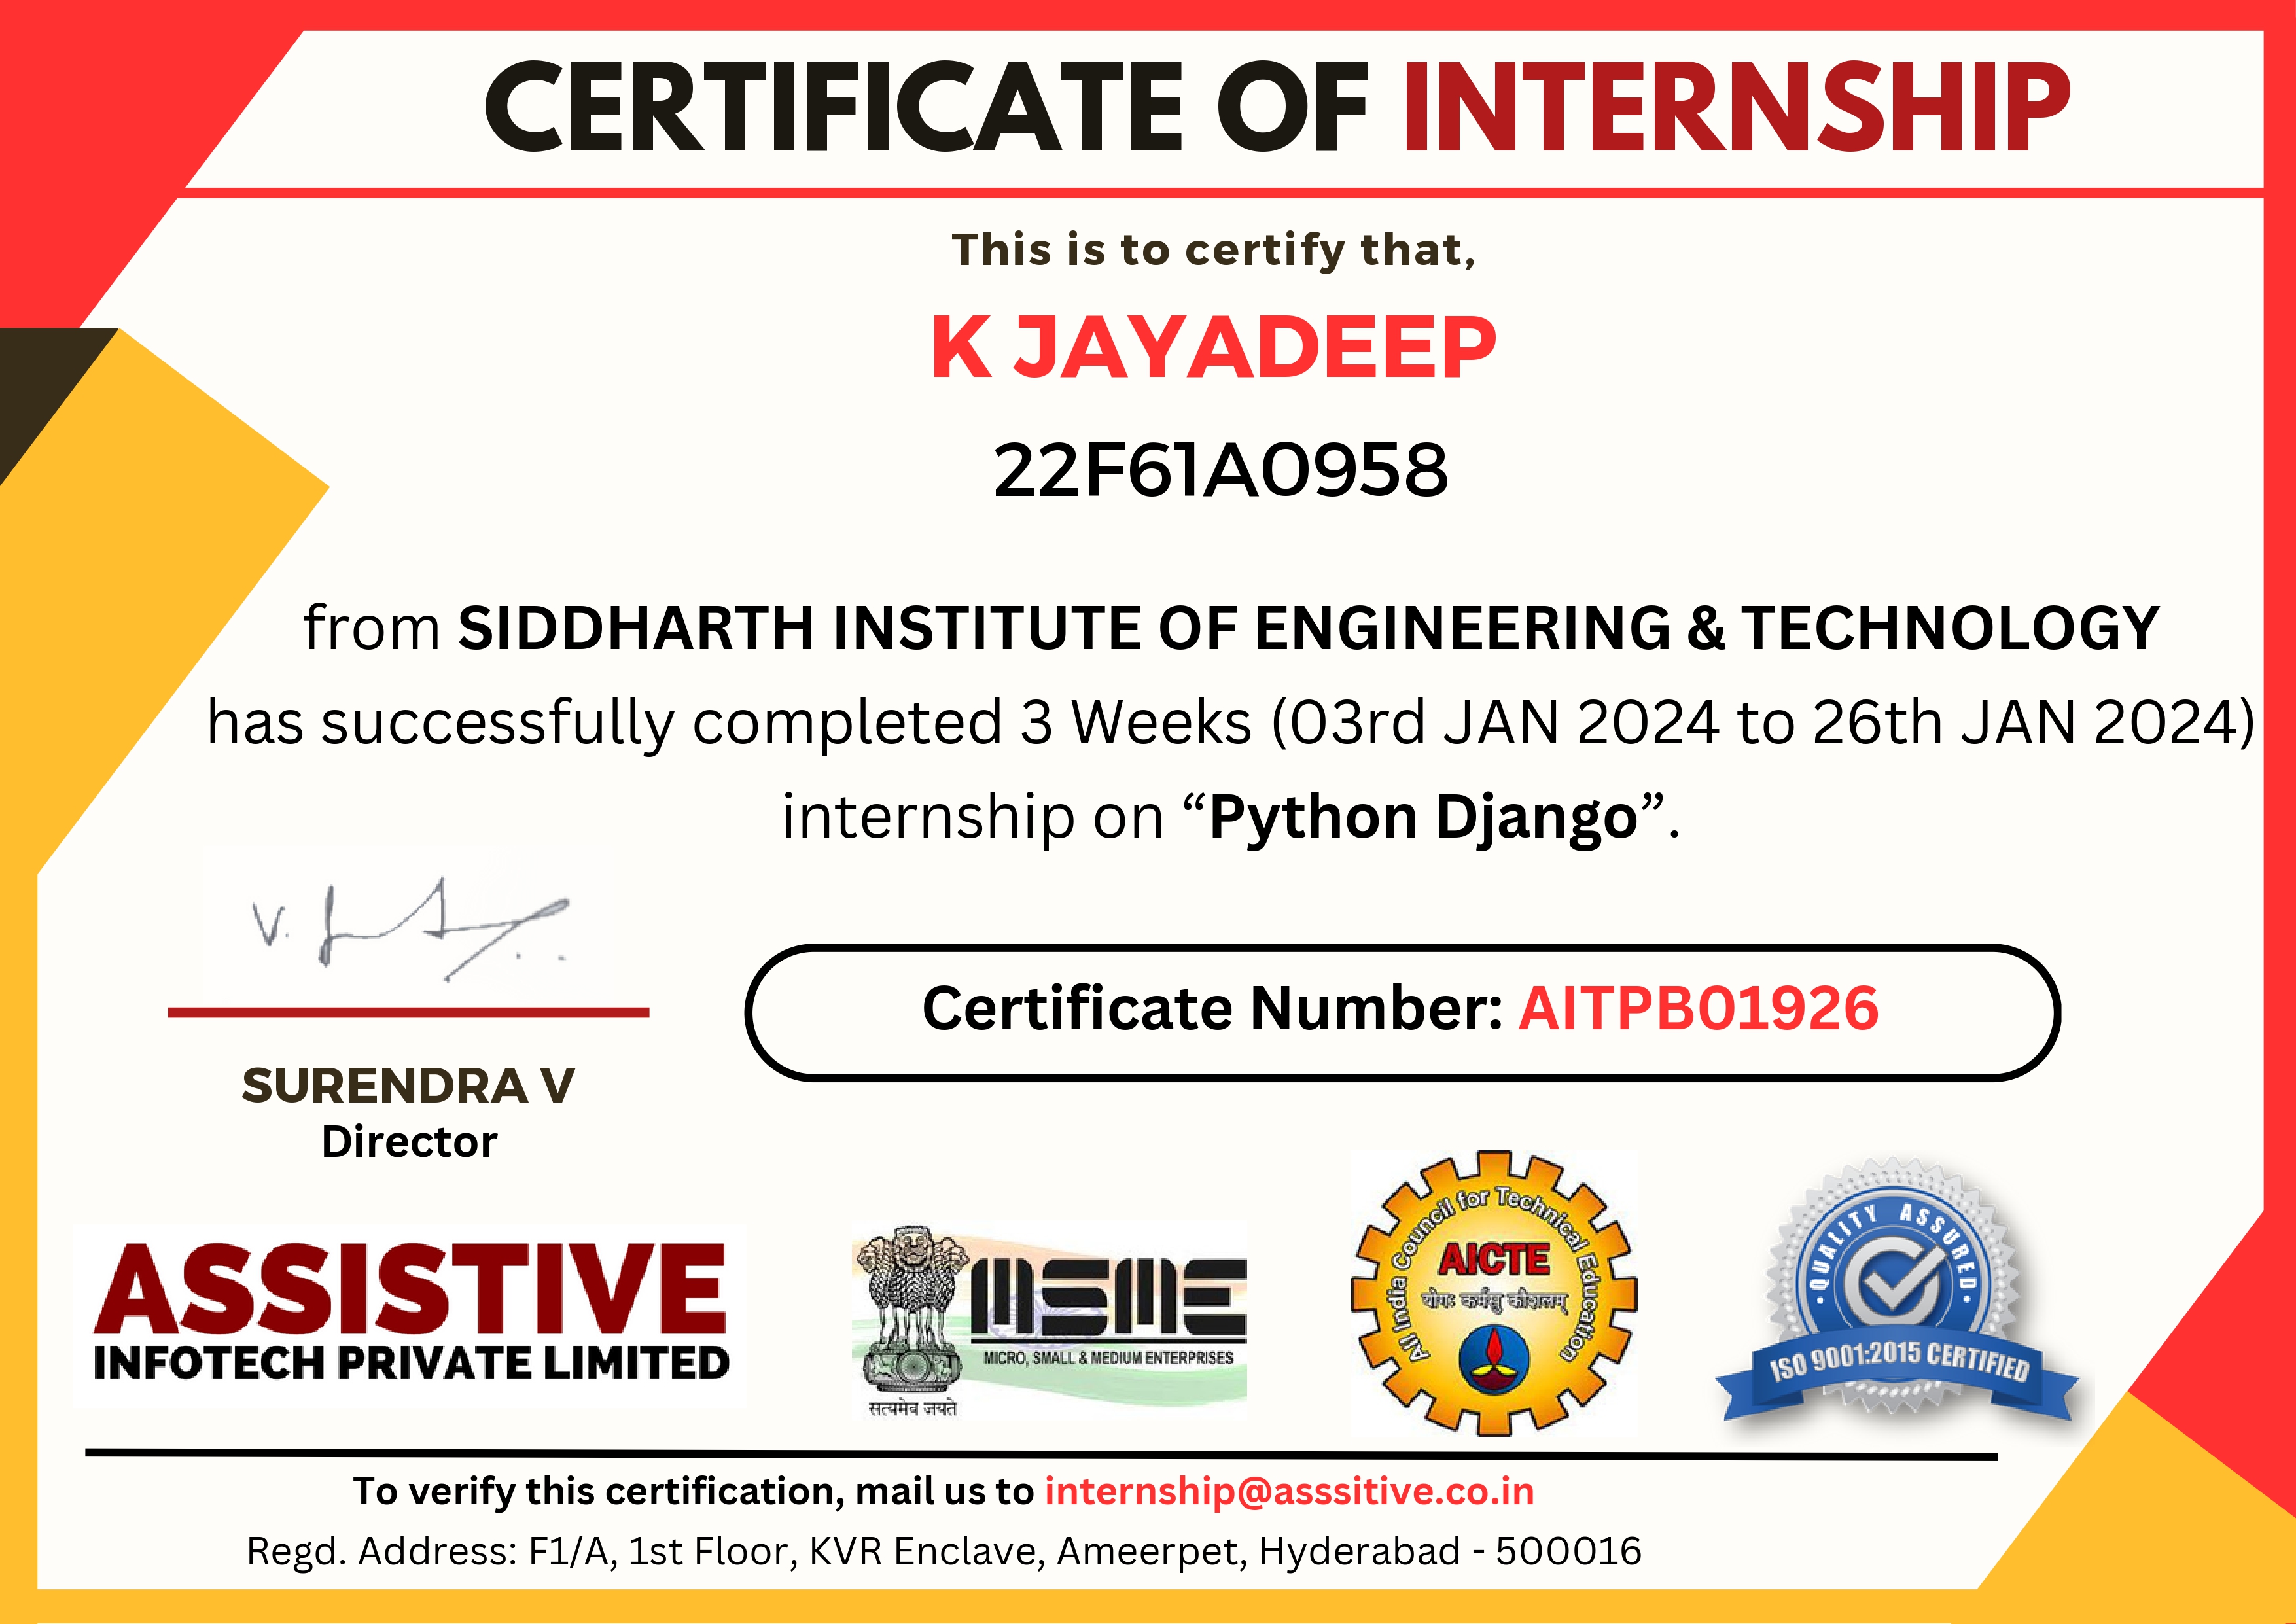 CERTIFICATE OF INTERNSHIP
This is to certify that,
K JAYADEEP
22F61A0958
from SIDDHARTH INSTITUTE OF ENGINEERING & TECHNOLOGY
has successfully completed 3 Weeks (03rd JAN 2024 to 26th JAN 2024)
internship on “Python Django”.
V.
Certificate Number: AITPB01926
SURENDRA V
Director
ASSISTIVE
INFOTECH PRIVATE LIMITED
MSME
MICRO, SMALL & MEDIUM ENTERPRISES
सत्यमेव जयते
All India Council for Technical Education
AICTE
योगः कर्मसु कौशलम्
QUALITY ASSURED
ISO 9001:2015 CERTIFIED
To verify this certification, mail us to internship@asssitive.co.in
Regd. Address: F1/A, 1st Floor, KVR Enclave, Ameerpet, Hyderabad - 500016